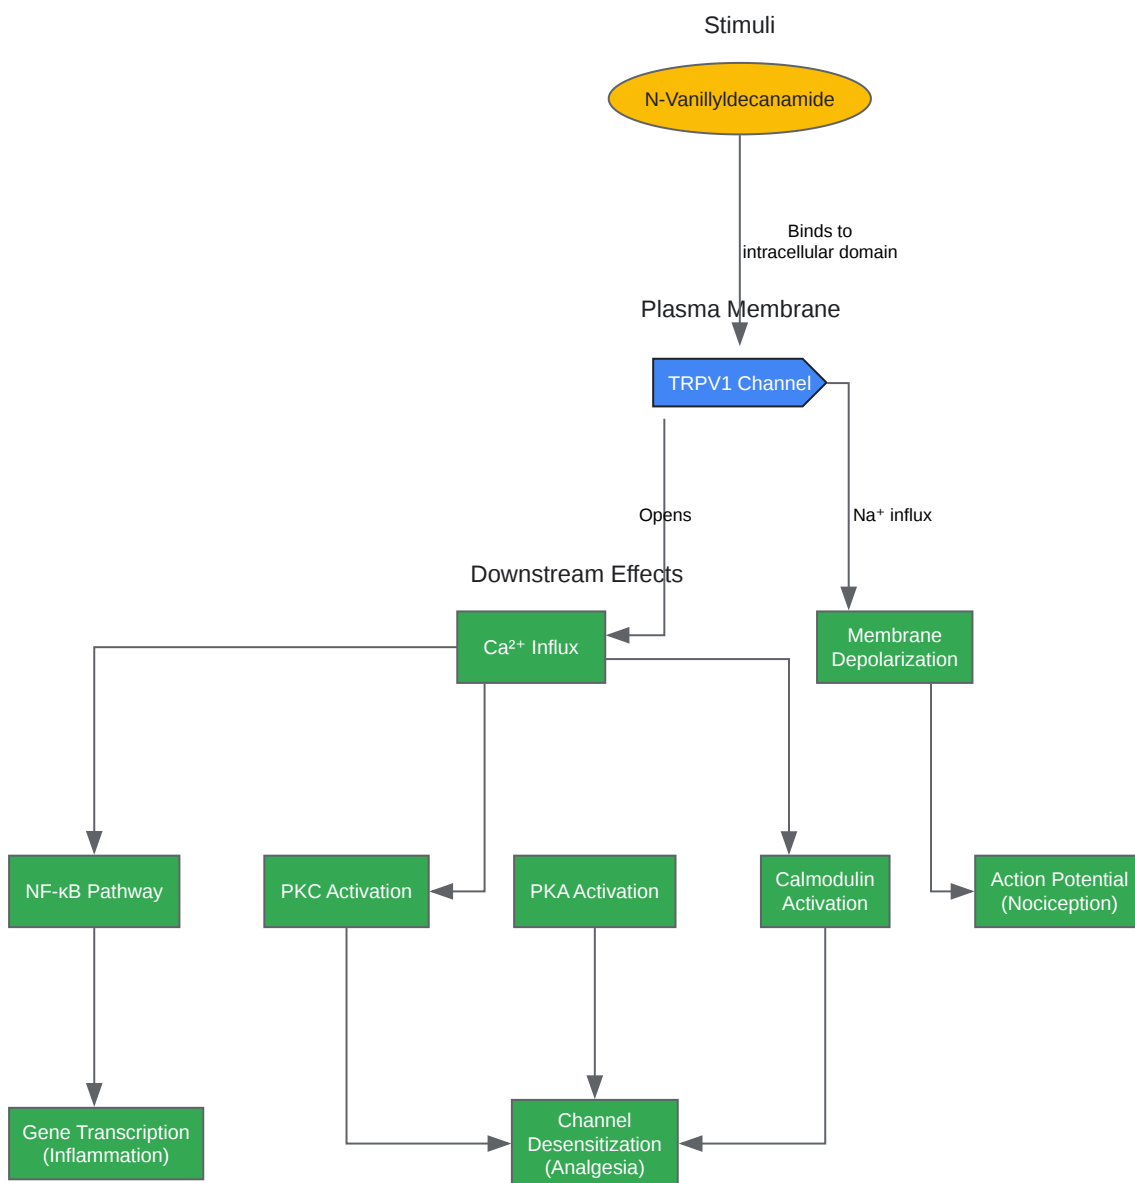 Stimuli
N-Vanillyldecanamide
Binds to
intracellular domain
Plasma Membrane
TRPV1 Channel
Opens
Na⁺ influx
Downstream Effects
Ca²⁺ Influx
Membrane
Depolarization
NF-κB Pathway
PKC Activation
PKA Activation
Calmodulin
Activation
Action Potential
(Nociception)
Gene Transcription
(Inflammation)
Channel
Desensitization
(Analgesia)